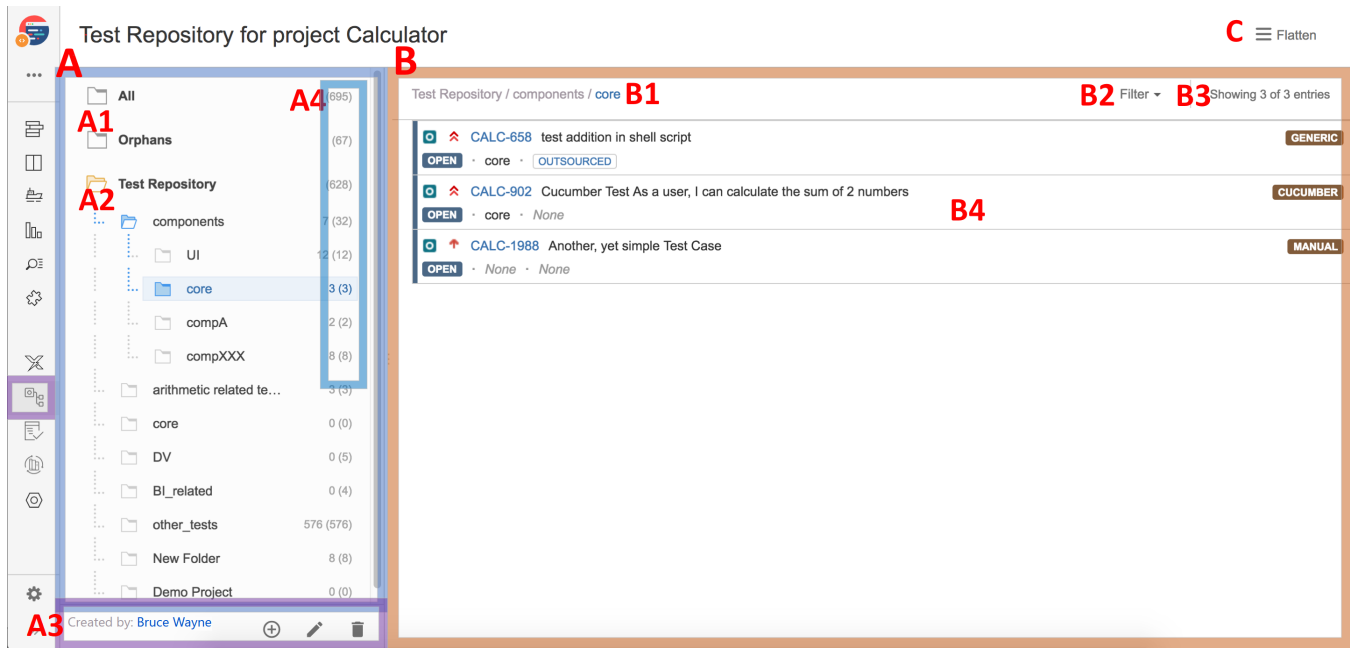 Test Repository for project Calculator
C Flatten
A
B
All A4 (695)
A1
Orphans (67)
Test Repository (628)
A2
components 7 (32)
UI 12 (12)
core 3 (3)
compA 2 (2)
compXXX 8 (8)
arithmetic related te... 3 (3)
core 0 (0)
DV 0 (5)
BI_related 0 (4)
other_tests 576 (576)
New Folder 8 (8)
Demo Project 0 (0)
A3 Created by: Bruce Wayne
Test Repository / components / core B1 B2 Filter B3 Showing 3 of 3 entries
CALC-658 test addition in shell script GENERIC
OPEN · core · OUTSOURCED
CALC-902 Cucumber Test As a user, I can calculate the sum of 2 numbers CUCUMBER
OPEN · core · None B4
CALC-1988 Another, yet simple Test Case MANUAL
OPEN · None · None